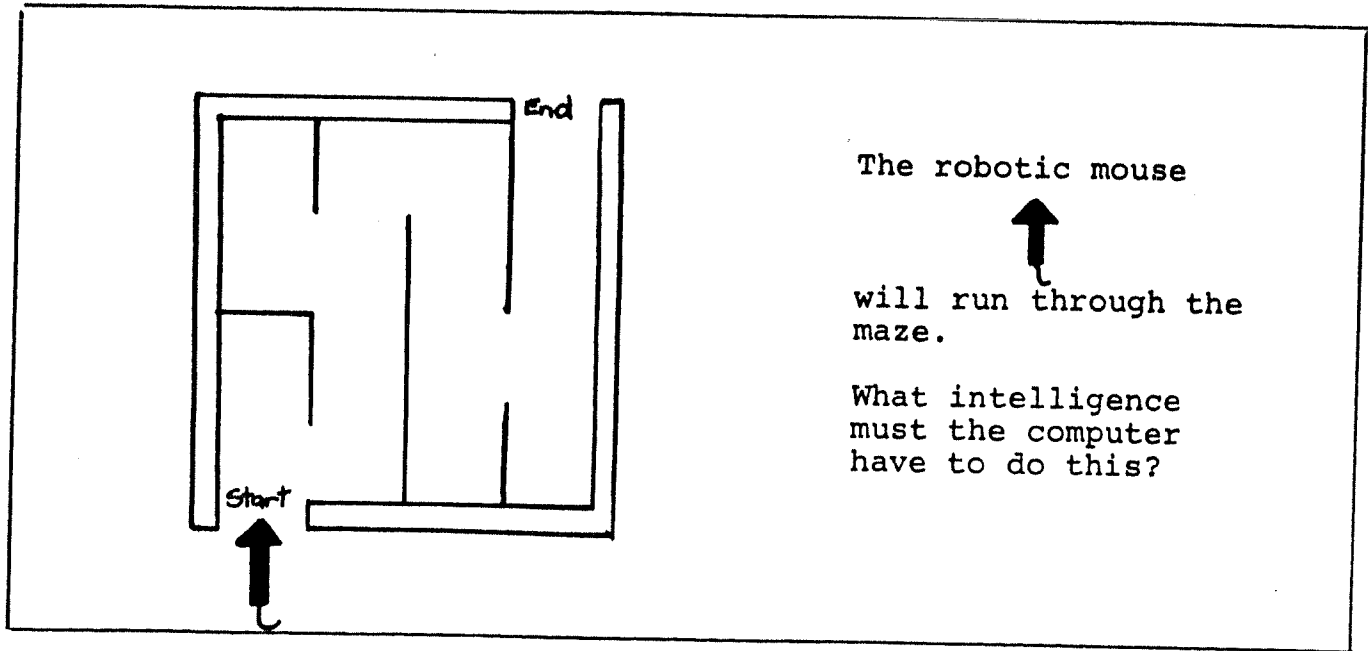 End
Start
The robotic mouse
will run through the
maze.
What intelligence
must the computer
have to do this?